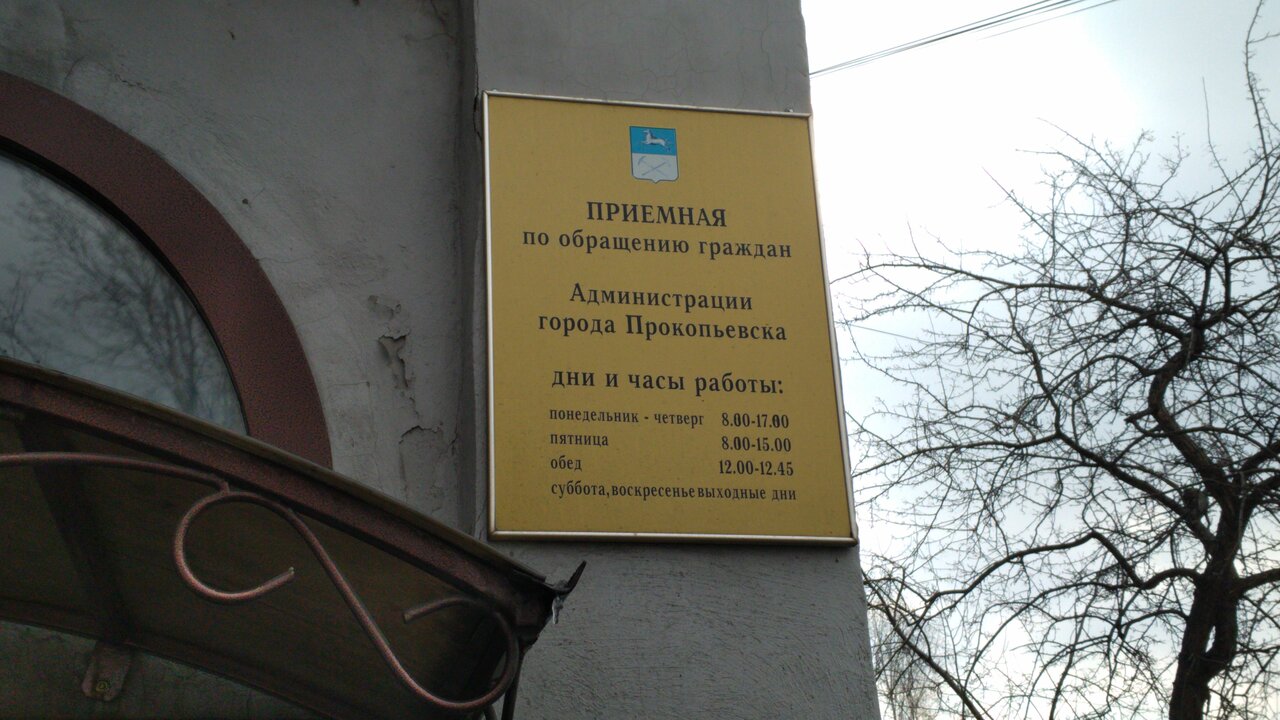 ПРИЕМНАЯ
по обращению граждан
Администрации
города Прокопьевска
дни и часы работы:
понедельник - четверг 8.00-17.00
пятница 8.00-15.00
обед 12.00-12.45
суббота, воскресенье выходные дни